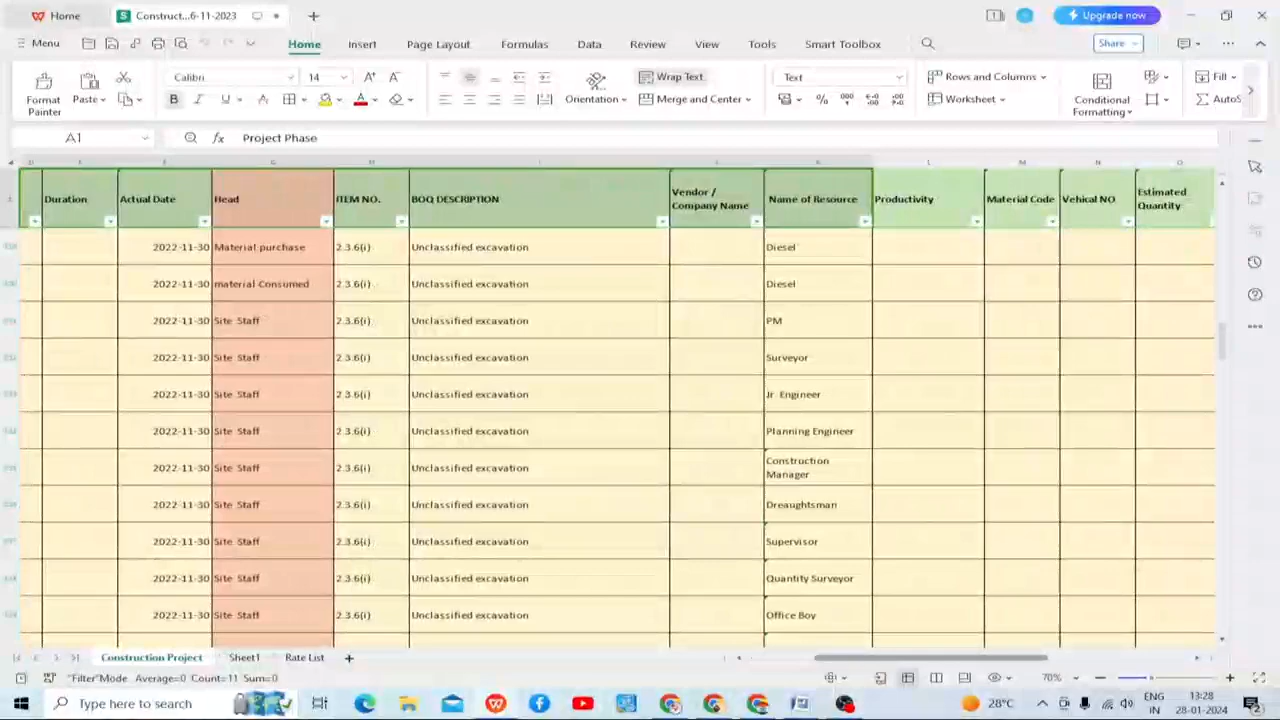 Home Construct...6-11-2023 + Upgrade now
Menu Home Insert Page Layout Formulas Data Review View Tools Smart Toolbox Share
Calibri 14 A+ A- Wrap Text Text Rows and Columns
Format Painter Paste B I U A Orientation Merge and Center % 000 Worksheet Conditional Formatting
A1 fx Project Phase
Duration Actual Date Head ITEM NO. BOQ DESCRIPTION Vendor / Company Name Name of Resource Productivity Material Code Vehical NO Estimated Quantity
2022-11-30 Material purchase 2.3.6(i) Unclassified excavation Diesel
2022-11-30 material Consumed 2.3.6(i) Unclassified excavation Diesel
2022-11-30 Site Staff 2.3.6(i) Unclassified excavation PM
2022-11-30 Site Staff 2.3.6(i) Unclassified excavation Surveyor
2022-11-30 Site Staff 2.3.6(i) Unclassified excavation Jr Engineer
2022-11-30 Site Staff 2.3.6(i) Unclassified excavation Planning Engineer
2022-11-30 Site Staff 2.3.6(i) Unclassified excavation Construction Manager
2022-11-30 Site Staff 2.3.6(i) Unclassified excavation Dreaughtsman
2022-11-30 Site Staff 2.3.6(i) Unclassified excavation Supervisor
2022-11-30 Site Staff 2.3.6(i) Unclassified excavation Quantity Surveyor
2022-11-30 Site Staff 2.3.6(i) Unclassified excavation Office Boy
Construction Project Sheet1 Rate List +
"Filter"Mode Average=0 Count=11 Sum=0 70%
Type here to search 28°C ENG IN 13:28 28-01-2024